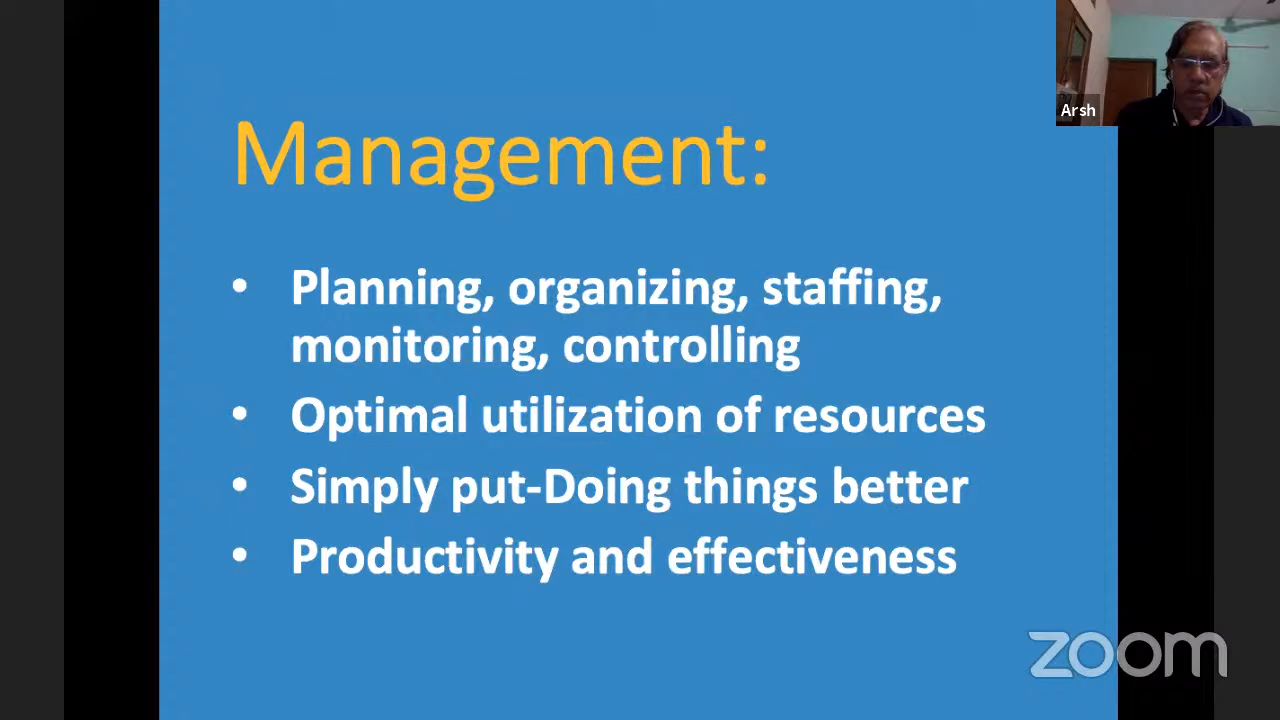 Management:
• Planning, organizing, staffing,
monitoring, controlling
• Optimal utilization of resources
• Simply put-Doing things better
• Productivity and effectiveness
Arsh
zoom